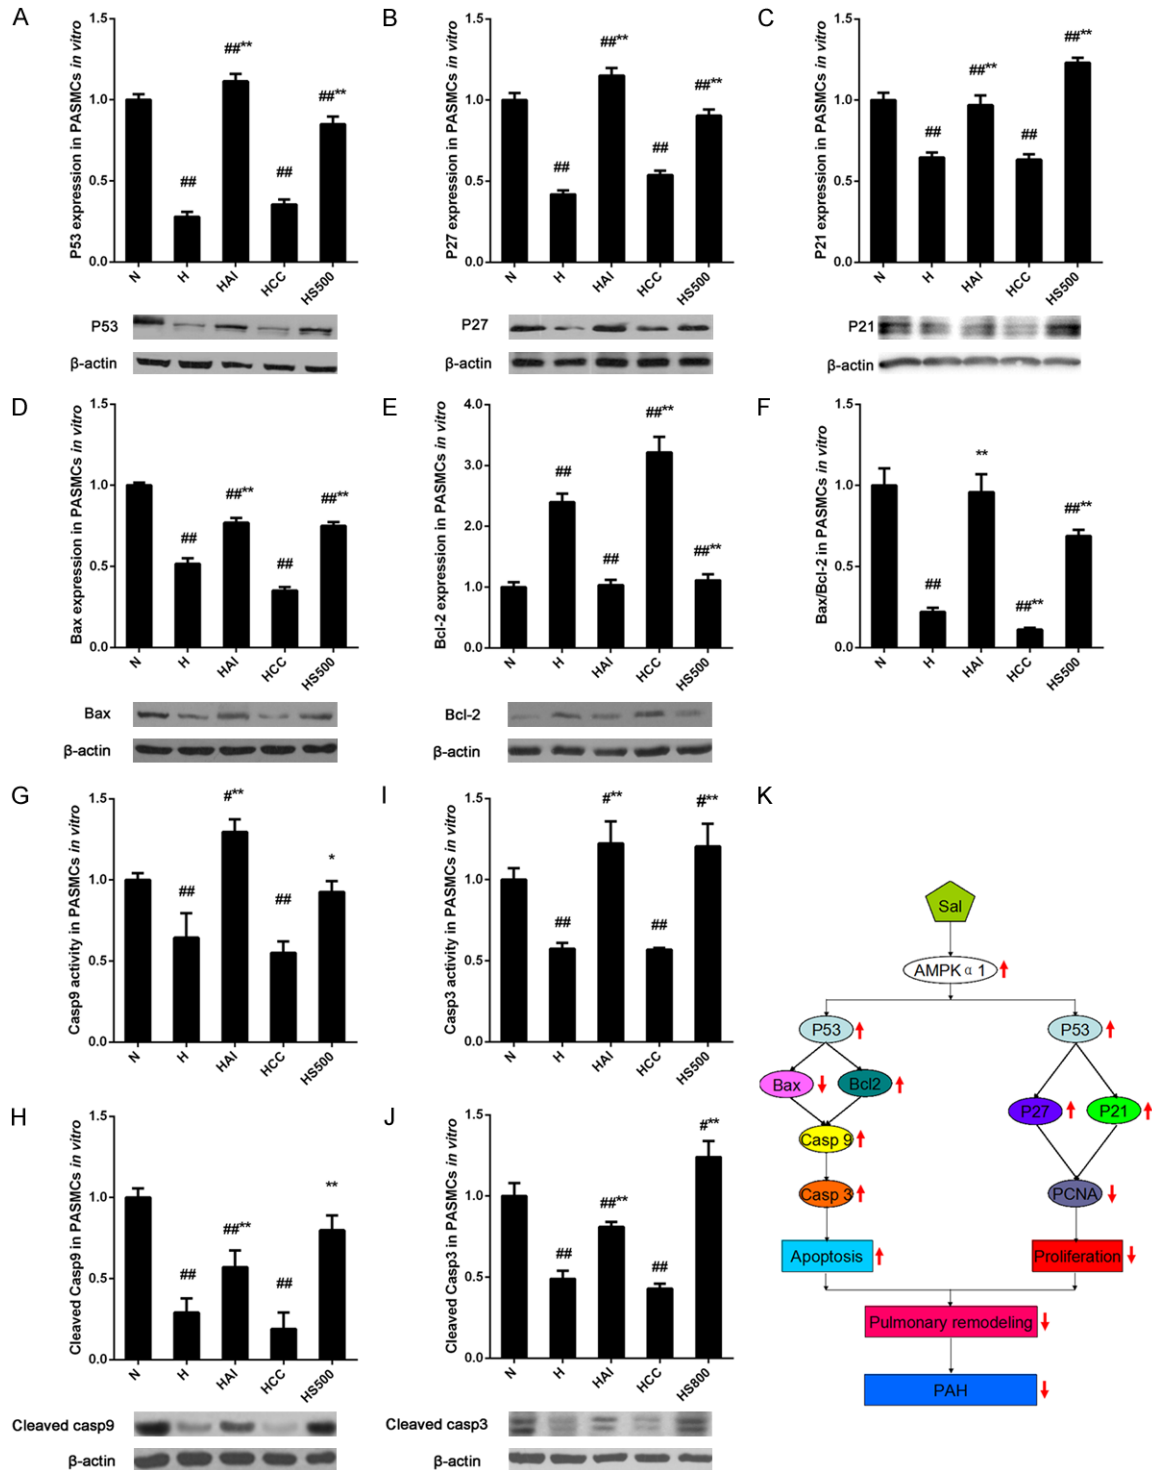 A
P53 expression in PASMCs in vitro
1.5
1.0
0.5
0.0
##
##**
##
##**
N
H
HAI
HCC
HS500
P53
β-actin
B
P27 expression in PASMCs in vitro
1.5
1.0
0.5
0.0
##
##**
##
##**
N
H
HAI
HCC
HS500
P27
β-actin
C
P21 expression in PASMCs in vitro
1.5
1.0
0.5
0.0
##
##**
##
##**
N
H
HAI
HCC
HS500
P21
β-actin
D
Bax expression in PASMCs in vitro
1.5
1.0
0.5
0.0
##
##**
##
##**
N
H
HAI
HCC
HS500
Bax
β-actin
E
Bcl-2 expression in PASMCs in vitro
4.0
3.0
2.0
1.0
0.0
##
##
##**
##**
N
H
HAI
HCC
HS500
Bcl-2
β-actin
F
Bax/Bcl-2 in PASMCs in vitro
1.5
1.0
0.5
0.0
##
**
##**
##**
N
H
HAI
HCC
HS500
G
Casp9 activity in PASMCs in vitro
1.5
1.0
0.5
0.0
##
#**
##
*
N
H
HAI
HCC
HS500
I
Casp3 activity in PASMCs in vitro
1.5
1.0
0.5
0.0
##
#**
##
#**
N
H
HAI
HCC
HS500
H
Cleaved Casp9 in PASMCs in vitro
1.5
1.0
0.5
0.0
##
##**
##
**
N
H
HAI
HCC
HS500
Cleaved casp9
β-actin
J
Cleaved Casp3 in PASMCs in vitro
1.5
1.0
0.5
0.0
##
##**
##
#**
N
H
HAI
HCC
HS800
Cleaved casp3
β-actin
K
Sal
AMPKα1
P53
P53
Bax
Bcl2
P27
P21
Casp 9
Casp 3
PCNA
Apoptosis
Proliferation
Pulmonary remodeling
PAH